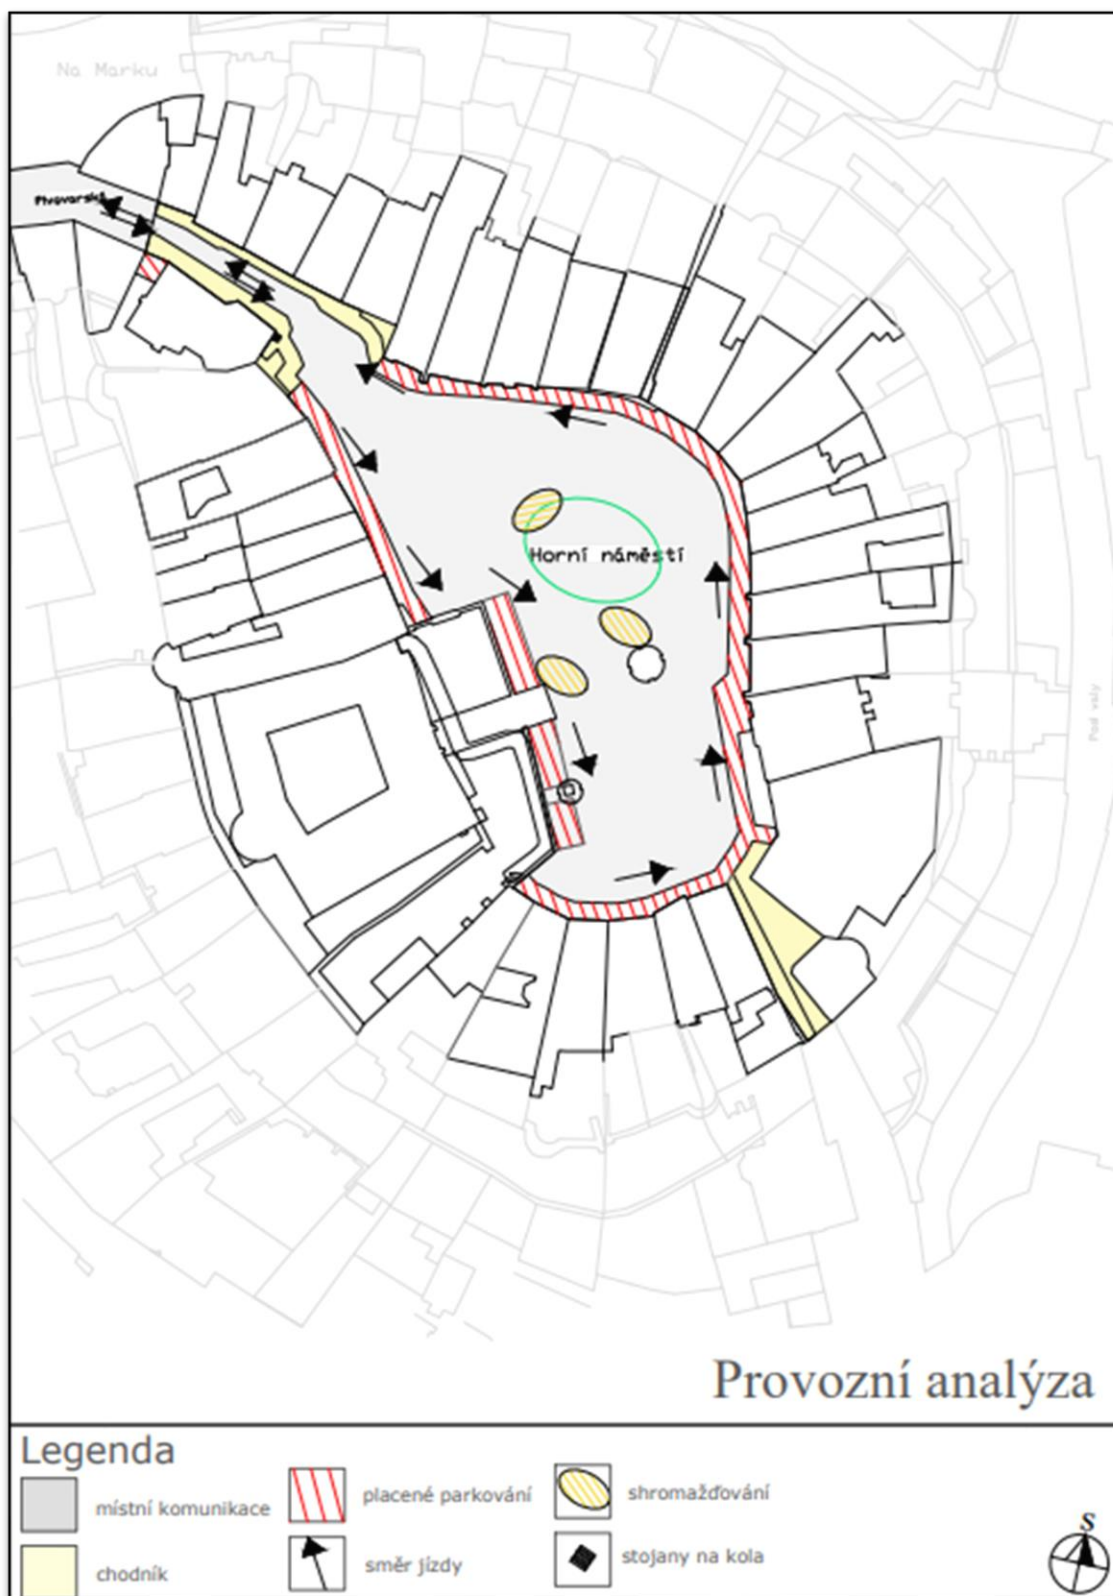 Na Marku
Pivovarská
Horní náměstí
Pod valy
Provozní analýza
Legenda
místní komunikace
placené parkování
shromažďování
chodník
směr jízdy
stojany na kola
S